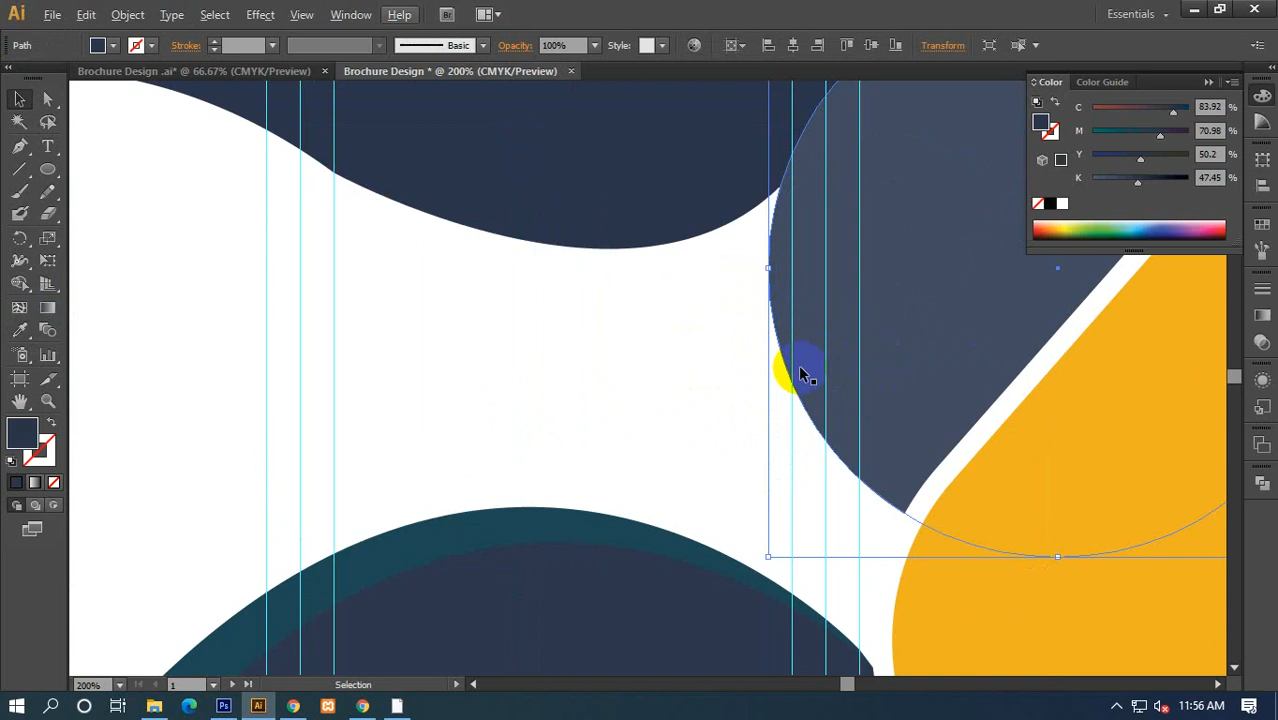 Ai File Edit Object Type Select Effect View Window Help Br Essentials
Path Stroke: Basic Opacity: 100% Style: Transform
Brochure Design .ai* @ 66.67% (CMYK/Preview) Brochure Design * @ 200% (CMYK/Preview)
Color Color Guide
C 83.92 %
M 70.98 %
Y 50.2 %
K 47.45 %
200% 1 Selection
Ps Ai 11:56 AM